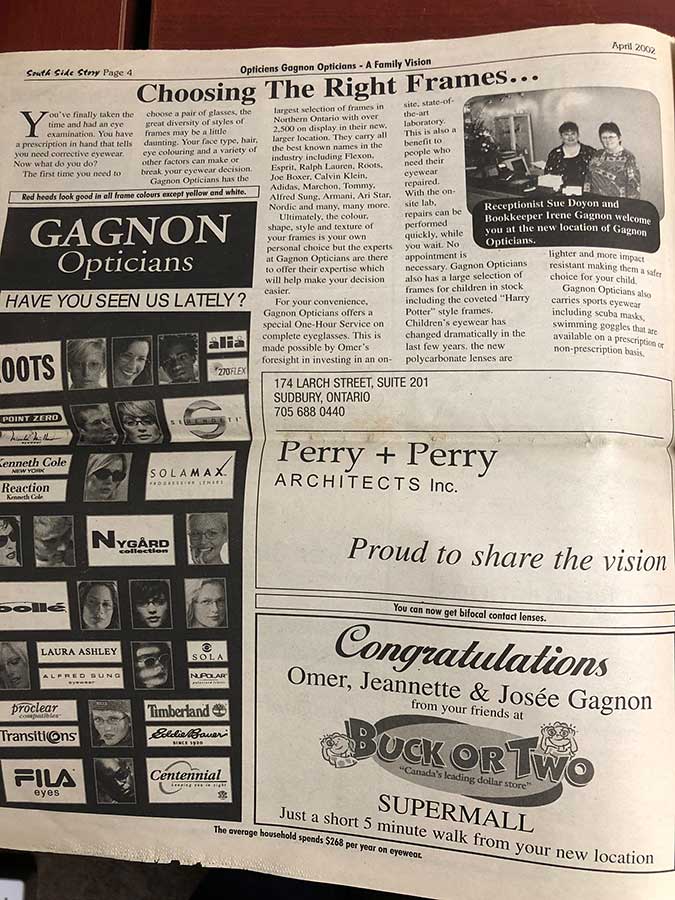 South Side Story Page 4
Opticiens Gagnon Opticians - A Family Vision
April 2002
Choosing The Right Frames...
You've finally taken the
time and had an eye
examination. You have
a prescription in hand that tells
you need corrective eyewear.
Now what do you do?
The first time you need to
choose a pair of glasses, the
great diversity of styles of
frames may be a little
daunting. Your face type, hair,
eye colouring and a variety of
other factors can make or
break your eyewear decision.
Gagnon Opticians has the
largest selection of frames in
Northern Ontario with over
2,500 on display in their new,
larger location. They carry all
the best known names in the
industry including Flexon,
Esprit, Ralph Lauren, Roots,
Joe Boxer, Calvin Klein,
Adidas, Marchon, Tommy,
Alfred Sung, Armani, Ari Star,
Nordic and many, many more.
Ultimately, the colour,
shape, style and texture of
your frames is your own
personal choice but the experts
at Gagnon Opticians are there
to offer their expertise which
will help make your decision
easier.
For your convenience,
Gagnon Opticians offers a
special One-Hour Service on
complete eyeglasses. This is
made possible by Omer's
foresight in investing in an on-
site, state-of-
the-art
laboratory.
This is also a
benefit to
people who
need their
eyewear
repaired.
With the on-
site lab,
repairs can be
performed
quickly, while
you wait. No
appointment is
necessary. Gagnon Opticians
also has a large selection of
frames for children in stock
including the coveted "Harry
Potter" style frames.
Children's eyewear has
changed dramatically in the
last few years. the new
polycarbonate lenses are
Receptionist Sue Doyon and
Bookkeeper Irene Gagnon welcome
you at the new location of Gagnon
Opticians.
lighter and more impact
resistant making them a safer
choice for your child.
Gagnon Opticians also
carries sports eyewear
including scuba masks,
swimming goggles that are
available on a prescription or
non-prescription basis.
Red heads look good in all frame colours except yellow and white.
GAGNON
Opticians
HAVE YOU SEEN US LATELY?
OOTS
alia
270FLEX
POINT ZERO
SERENGETI
Kenneth Cole
NEW YORK
Reaction
Kenneth Cole
SOLAMAX
PROGRESSIVE LENSES
NYGÅRD
collection
bollé
LAURA ASHLEY
ALFRED SUNG
eyewear
SOLA
NUPOLAR
proclear
compatibles
Transitions
Timberland
Eddie Bauer
SINCE 1920
FILA
eyes
Centennial
keeping you in sight
174 LARCH STREET, SUITE 201
SUDBURY, ONTARIO
705 688 0440
Perry + Perry
ARCHITECTS Inc.
Proud to share the vision
You can now get bifocal contact lenses.
Congratulations
Omer, Jeannette & Josée Gagnon
from your friends at
BUCK OR TWO
"Canada's leading dollar store"
SUPERMALL
Just a short 5 minute walk from your new location
The average household spends $268 per year on eyewear.